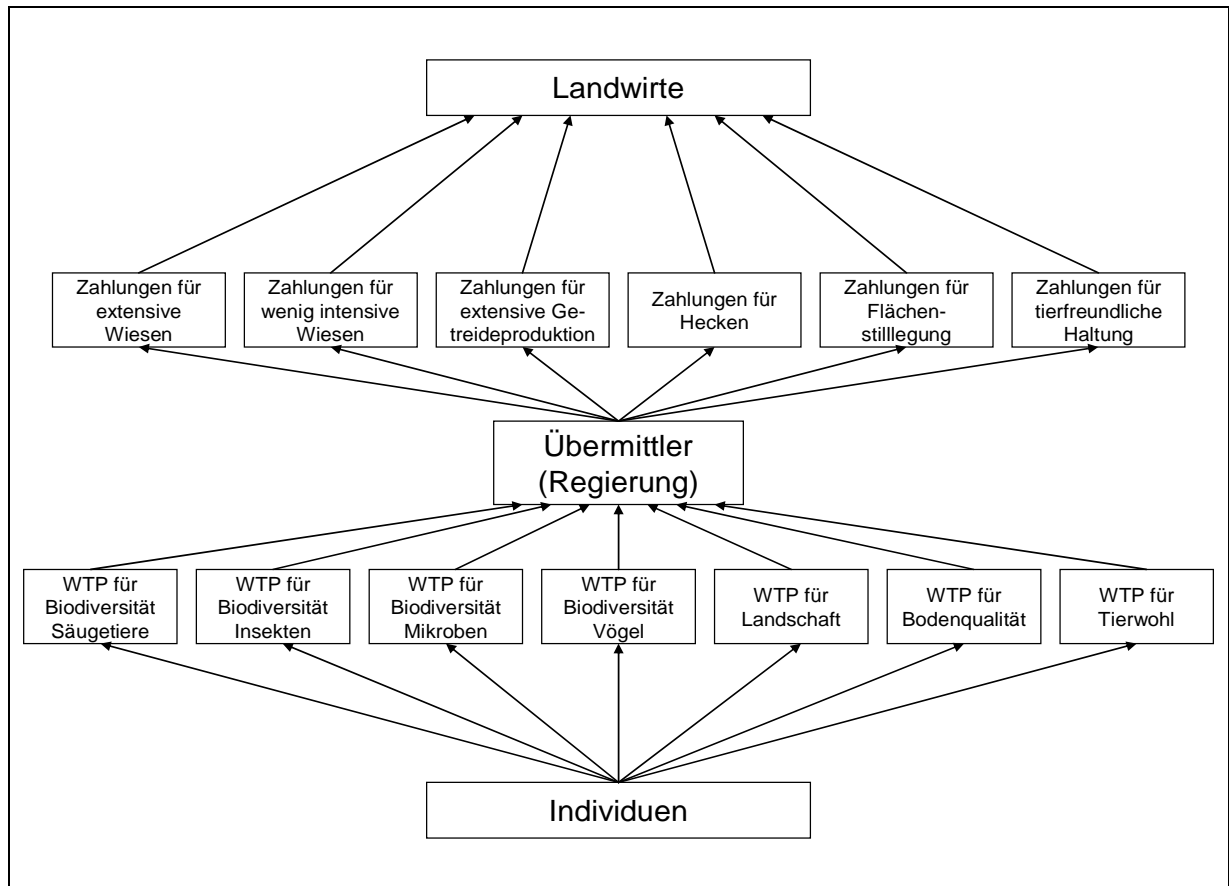 Landwirte
Zahlungen für
extensive
Wiesen
Zahlungen für
wenig intensive
Wiesen
Zahlungen für
extensive Ge-
treideproduktion
Zahlungen für
Hecken
Zahlungen für
Flächen-
stilllegung
Zahlungen für
tierfreundliche
Haltung
Übermittler
(Regierung)
WTP für
Biodiversität
Säugetiere
WTP für
Biodiversität
Insekten
WTP für
Biodiversität
Mikroben
WTP für
Biodiversität
Vögel
WTP für
Landschaft
WTP für
Bodenqualität
WTP für
Tierwohl
Individuen